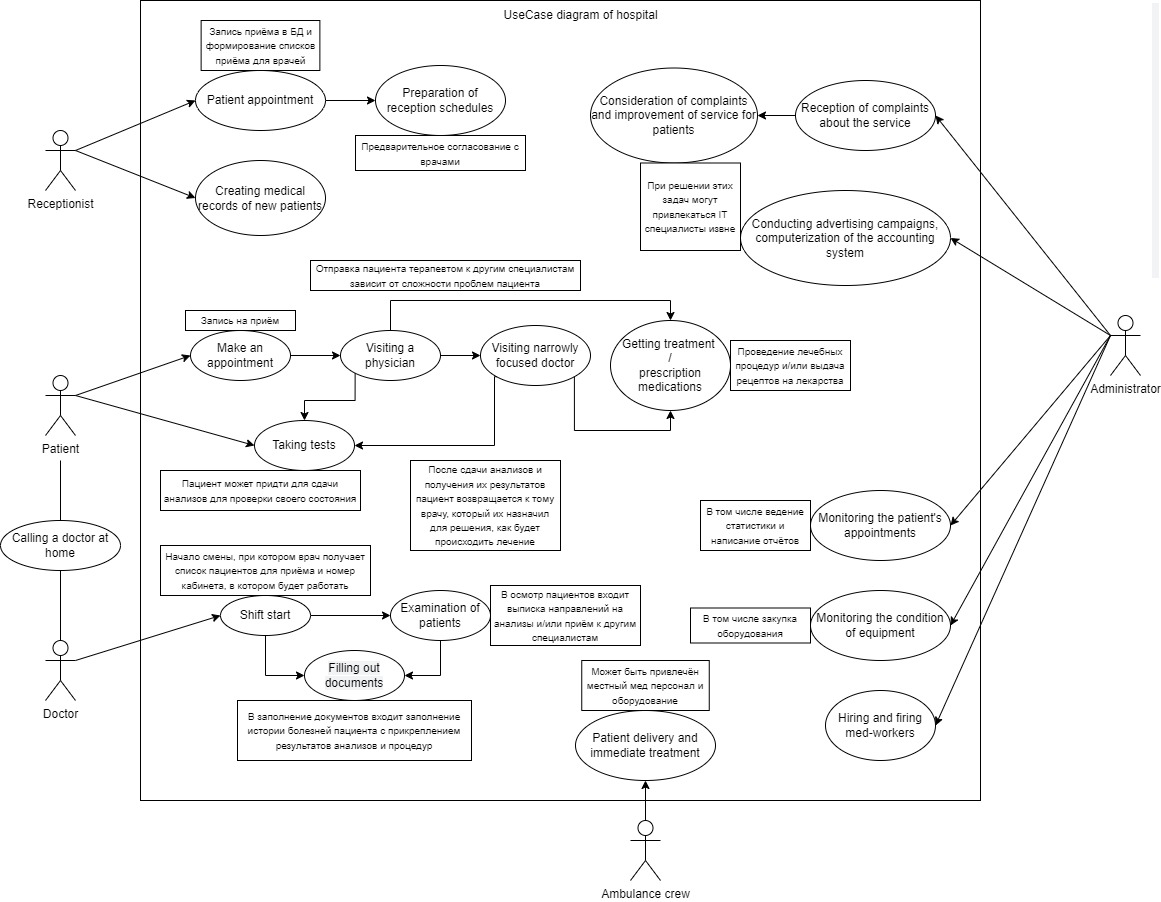 UseCase diagram of hospital
Запись приёма в БД и
формирование списков
приёма для врачей
Patient appointment
Preparation of
reception schedules
Предварительное согласование с
врачами
Receptionist
Creating medical
records of new patients
Consideration of complaints
and improvement of service for
patients
Reception of complaints
about the service
При решении этих
задач могут
привлекаться IT
специалисты извне
Conducting advertising campaigns,
computerization of the accounting
system
Отправка пациента терапевтом к другим специалистам
зависит от сложности проблем пациента
Запись на приём
Make an
appointment
Visiting a
physician
Visiting narrowly
focused doctor
Getting treatment
/
prescription
medications
Проведение лечебных
процедур и/или выдача
рецептов на лекарства
Administrator
Patient
Taking tests
Пациент может придти для сдачи
анализов для проверки своего состояния
После сдачи анализов и
получения их результатов
пациент возвращается к тому
врачу, который их назначил
для решения, как будет
происходить лечение
В том числе ведение
статистики и
написание отчётов
Monitoring the patient's
appointments
Calling a doctor at
home
Начало смены, при котором врач получает
список пациентов для приёма и номер
кабинета, в котором будет работать
Shift start
Examination of
patients
В осмотр пациентов входит
выписка направлений на
анализы и/или приём к другим
специалистам
В том числе закупка
оборудования
Monitoring the condition
of equipment
Filling out
documents
Doctor
В заполнение документов входит заполнение
истории болезней пациента с прикреплением
результатов анализов и процедур
Может быть привлечён
местный мед персонал и
оборудование
Patient delivery and
immediate treatment
Hiring and firing
med-workers
Ambulance crew